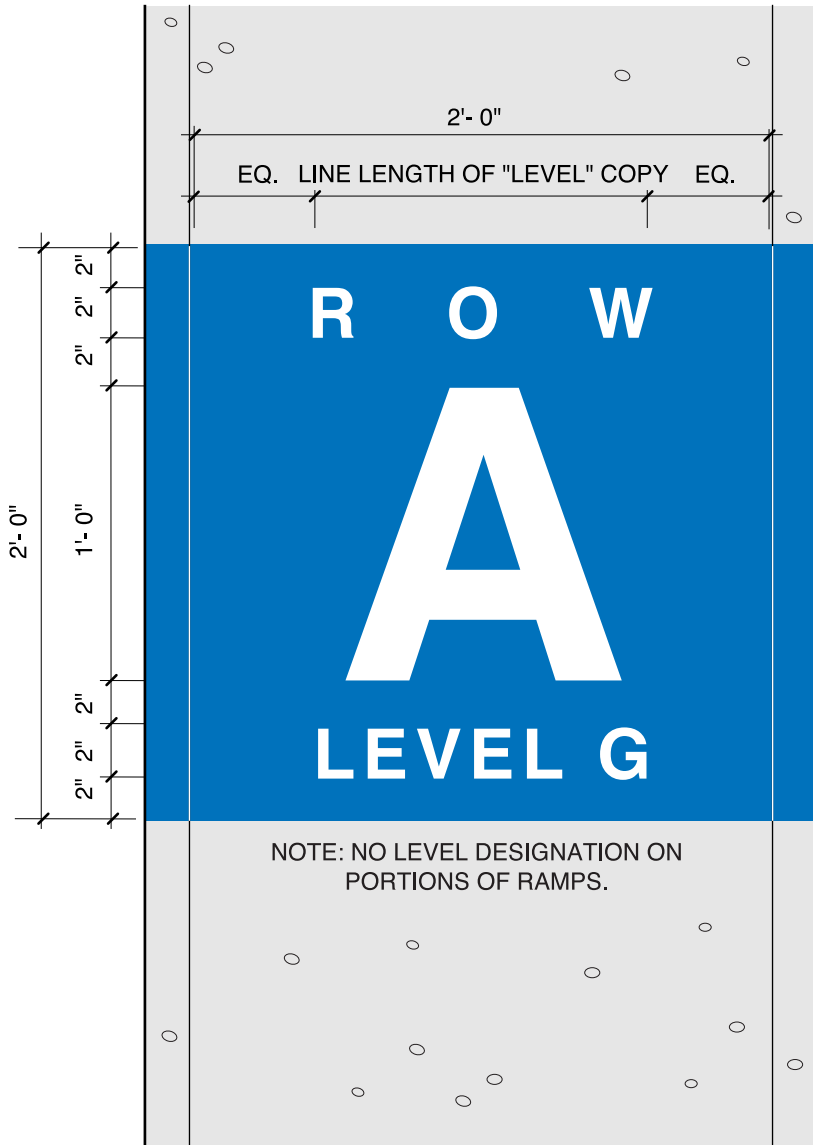 2'- 0"
EQ. LINE LENGTH OF "LEVEL" COPY EQ.
2"
2"
2"
1'- 0"
2'- 0"
2"
2"
2"
R O W
A
LEVEL G
NOTE: NO LEVEL DESIGNATION ON
PORTIONS OF RAMPS.